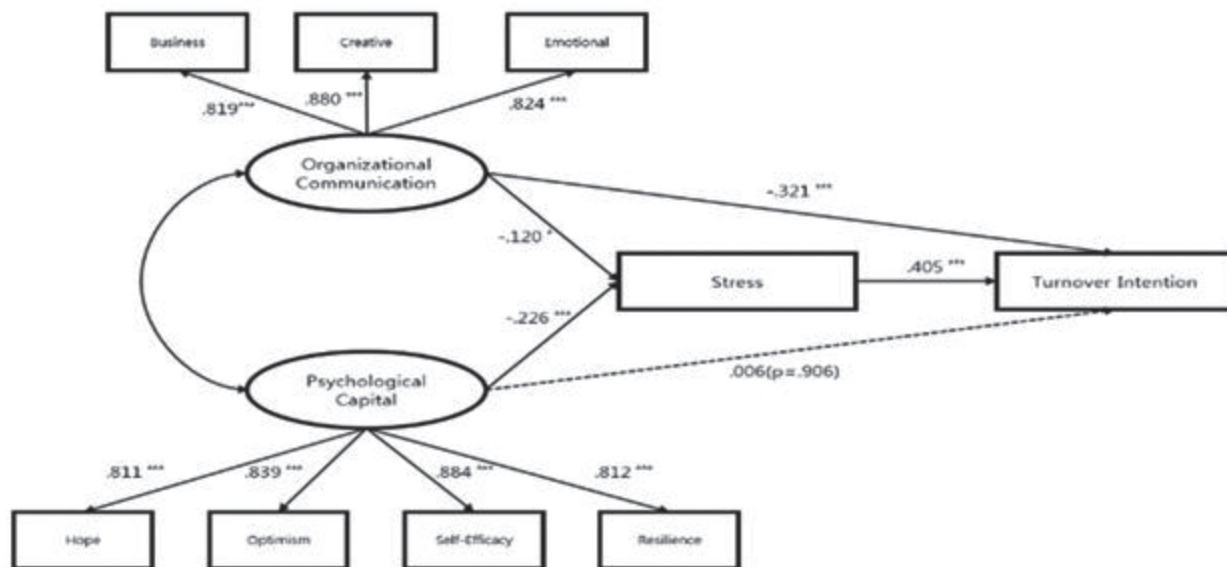 Business
Creative
Emotional
.819***
.880 ***
.824 ***
Organizational
Communication
-.321 ***
-.120 *
Stress
.405 ***
Turnover Intention
-.226 ***
.006(p=.906)
Psychological
Capital
.811 ***
.839 ***
.884 ***
.812 ***
Hope
Optimism
Self-Efficacy
Resilience